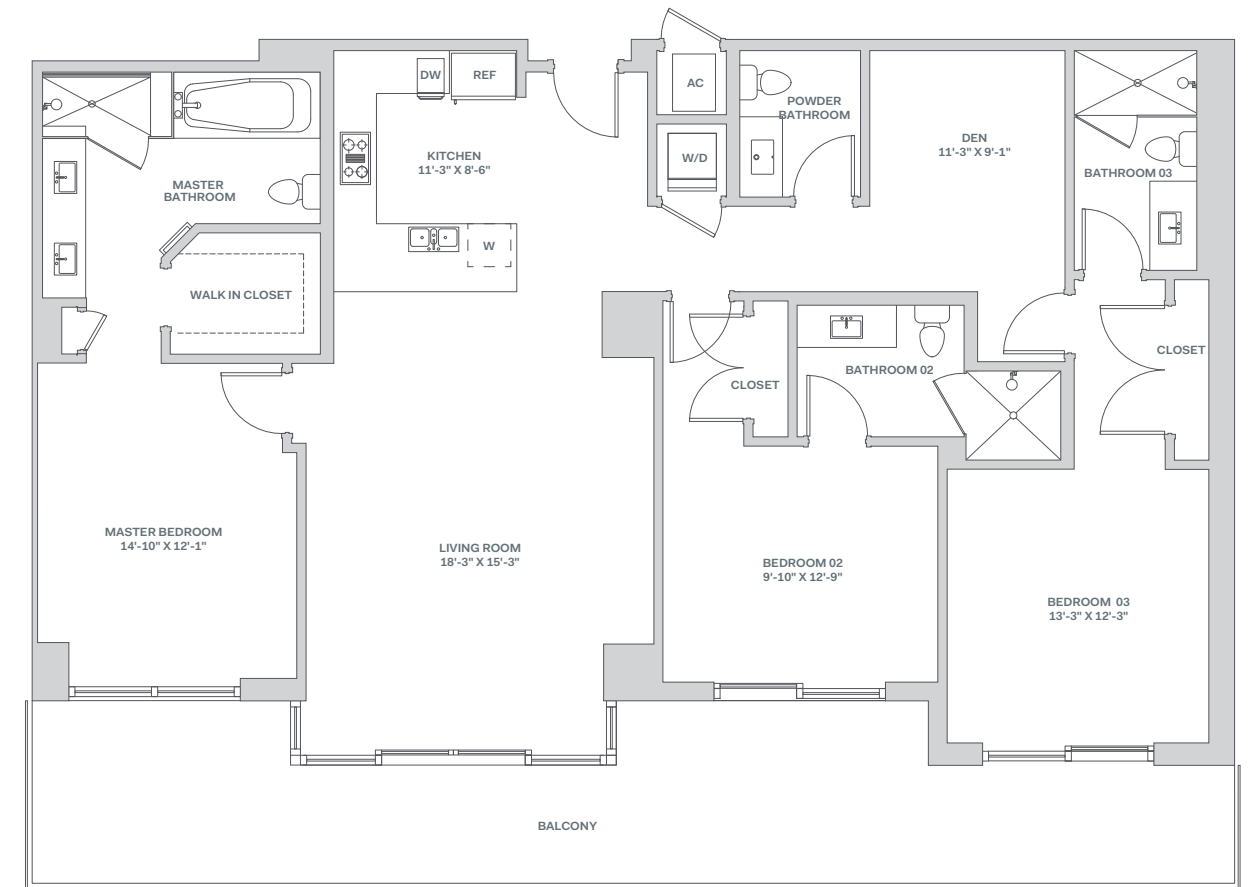 DW
REF
AC
POWDER
BATHROOM
KITCHEN
11'-3" X 8'-6"
W/D
DEN
11'-3" X 9'-1"
BATHROOM 03
MASTER
BATHROOM
W
WALK IN CLOSET
CLOSET
BATHROOM 02
CLOSET
MASTER BEDROOM
14'-10" X 12'-1"
LIVING ROOM
18'-3" X 15'-3"
BEDROOM 02
9'-10" X 12'-9"
BEDROOM 03
13'-3" X 12'-3"
BALCONY